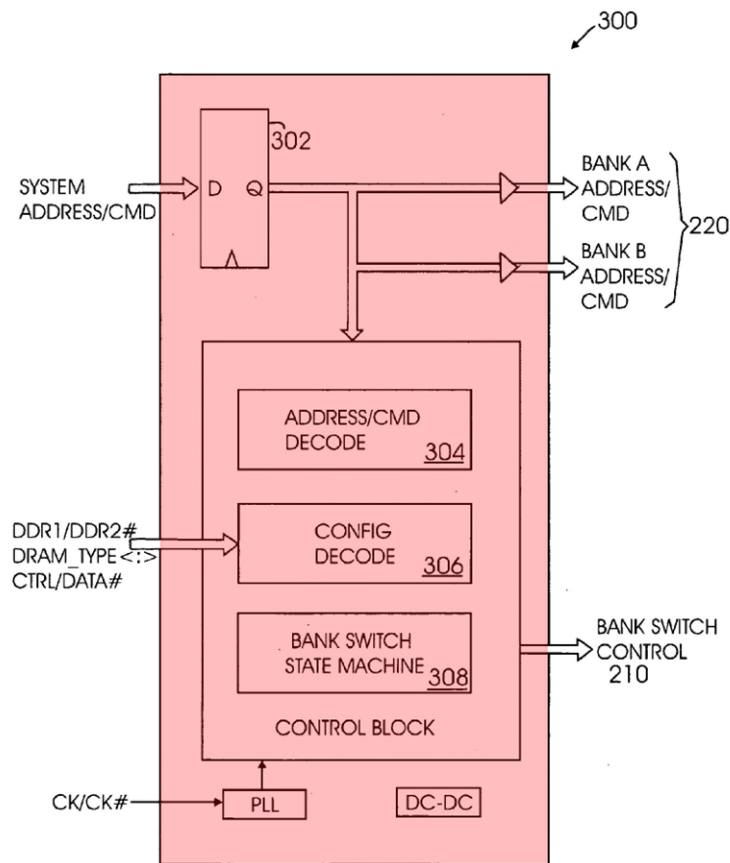 300
302
SYSTEM
ADDRESS/CMD
D Q
BANK A
ADDRESS/
CMD
BANK B
ADDRESS/
CMD
220
ADDRESS/CMD
DECODE 304
DDR1/DDR2#
DRAM_TYPE<:>
CTRL/DATA#
CONFIG
DECODE 306
BANK SWITCH
STATE MACHINE 308
CONTROL BLOCK
BANK SWITCH
CONTROL
210
CK/CK#
PLL
DC-DC